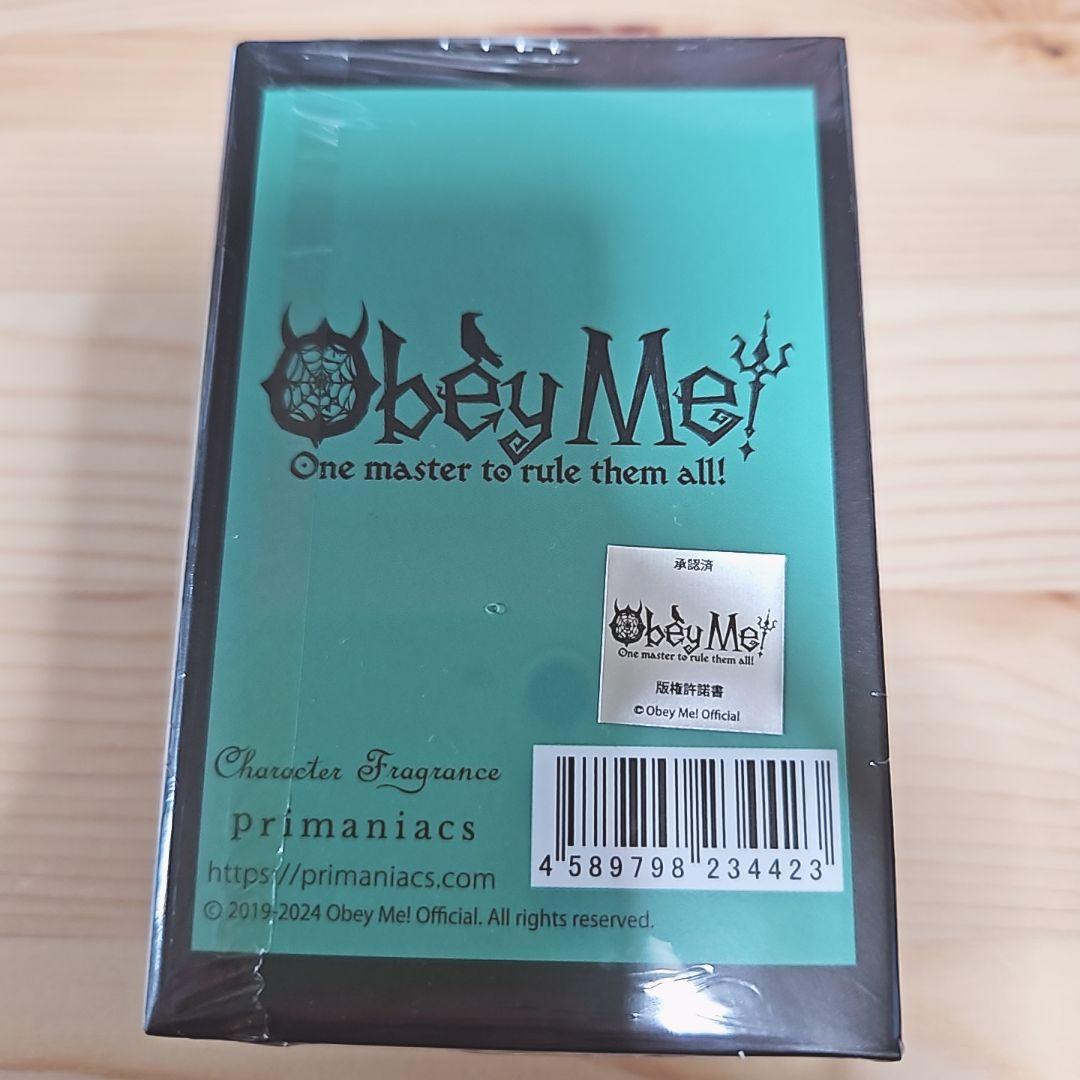 Obey Me!
One master to rule them all!
承認済
Obey Me!
One master to rule them all!
版権許諾書
© Obey Me! Official
Character Fragrance
primaniacs
https://primaniacs.com
© 2019-2024 Obey Me! Official. All rights reserved.
4 589798 234423